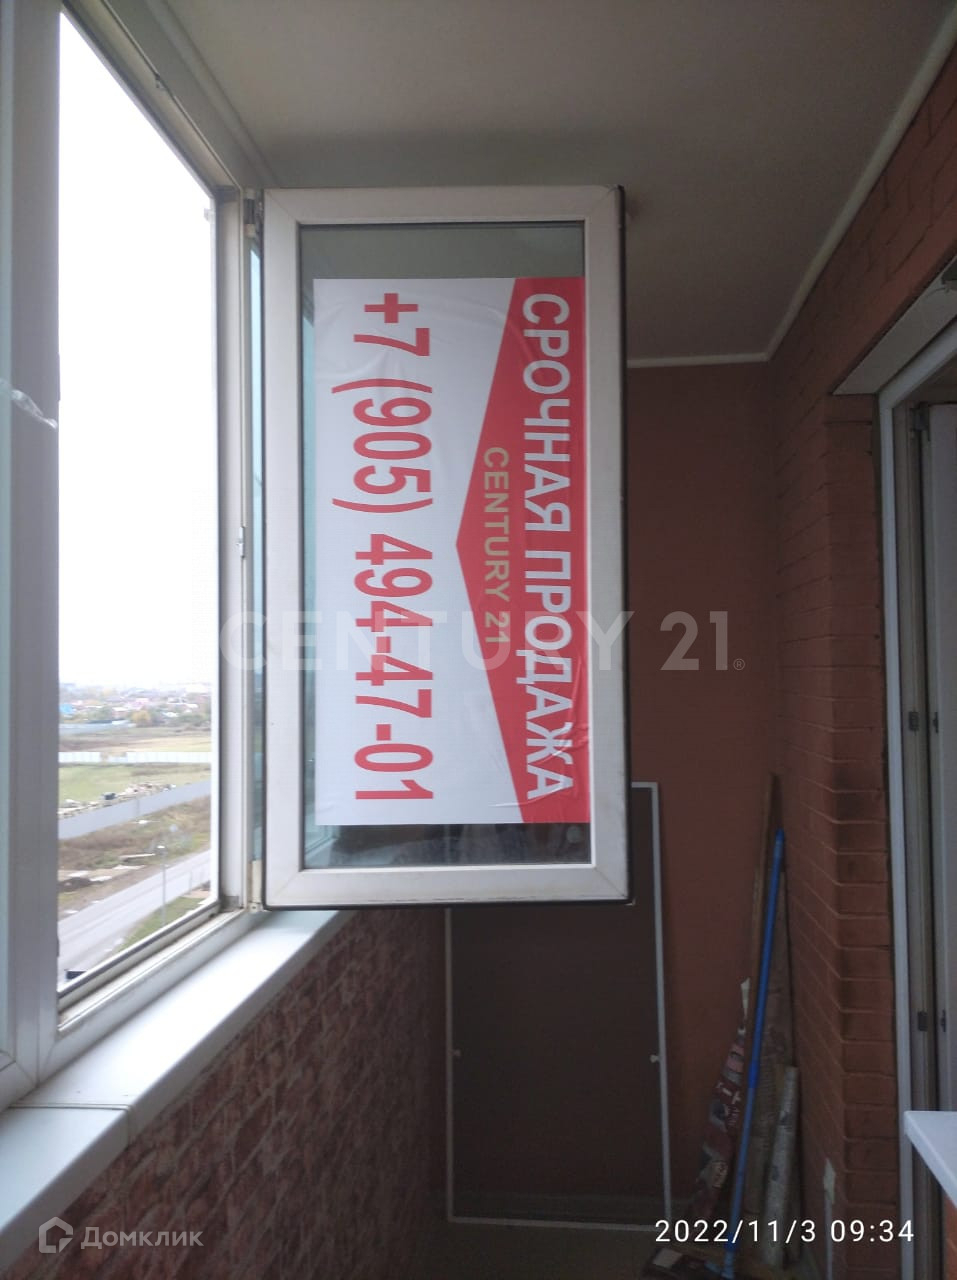 СРОЧНАЯ ПРОДАЖА
CENTURY 21
+7 (905) 494-47-01
CENTURY 21®
Домклик
2022/11/3 09:34